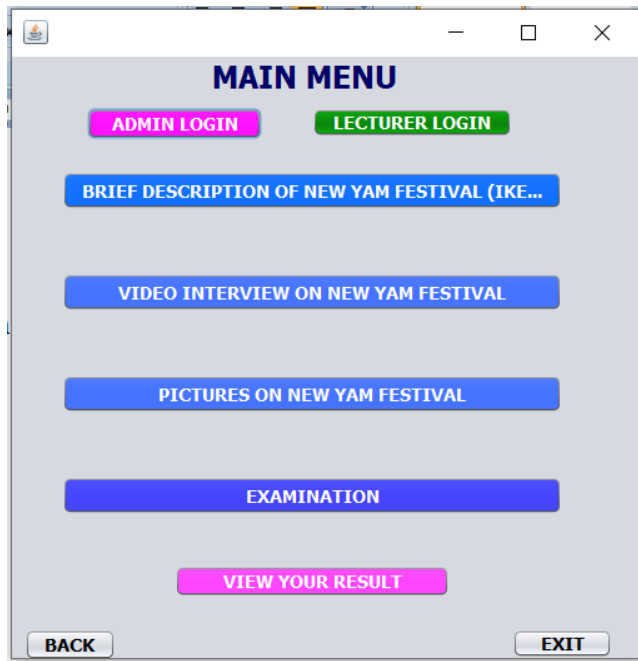 MAIN MENU
ADMIN LOGIN LECTURER LOGIN
BRIEF DESCRIPTION OF NEW YAM FESTIVAL (IKE...
VIDEO INTERVIEW ON NEW YAM FESTIVAL
PICTURES ON NEW YAM FESTIVAL
EXAMINATION
VIEW YOUR RESULT
BACK EXIT